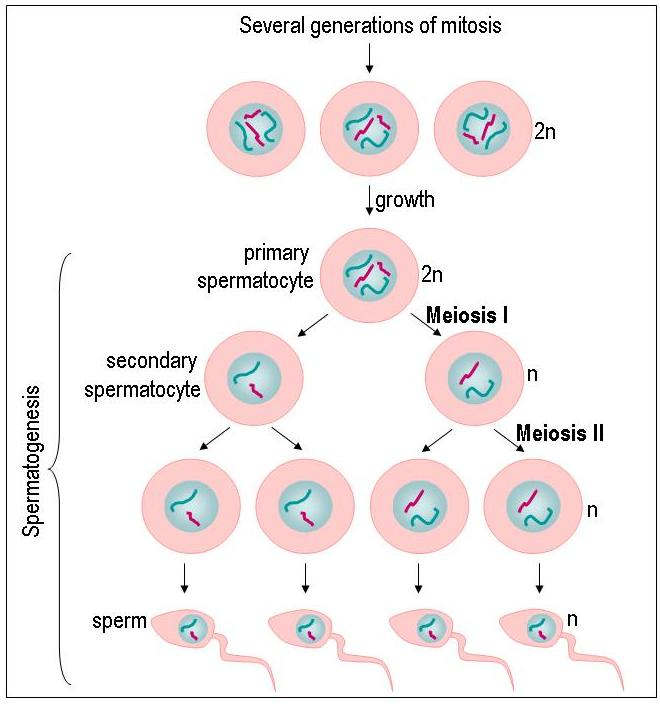 Several generations of mitosis
2n
growth
primary
spermatocyte
2n
Meiosis I
secondary
spermatocyte
n
Meiosis II
n
sperm
n
Spermatogenesis